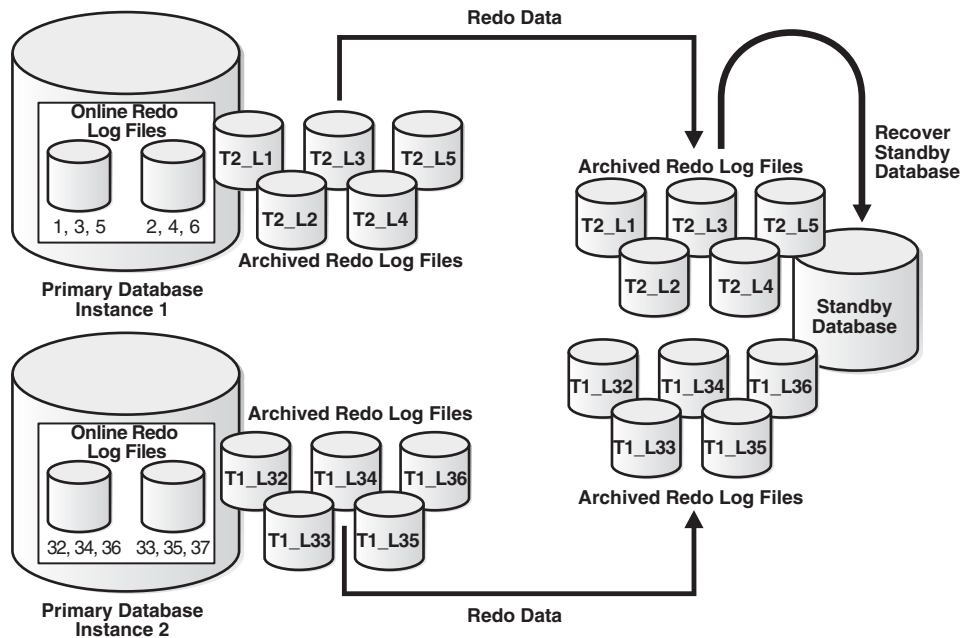 Redo Data
Online Redo
Log Files
1, 3, 5
2, 4, 6
T2_L1
T2_L3
T2_L5
T2_L2
T2_L4
Archived Redo Log Files
Primary Database
Instance 1
Archived Redo Log Files
T2_L1
T2_L3
T2_L5
T2_L2
T2_L4
Recover
Standby
Database
Standby
Database
Online Redo
Log Files
32, 34, 36
33, 35, 37
Archived Redo Log Files
T1_L32
T1_L34
T1_L36
T1_L33
T1_L35
Primary Database
Instance 2
T1_L32
T1_L34
T1_L36
T1_L33
T1_L35
Archived Redo Log Files
Redo Data